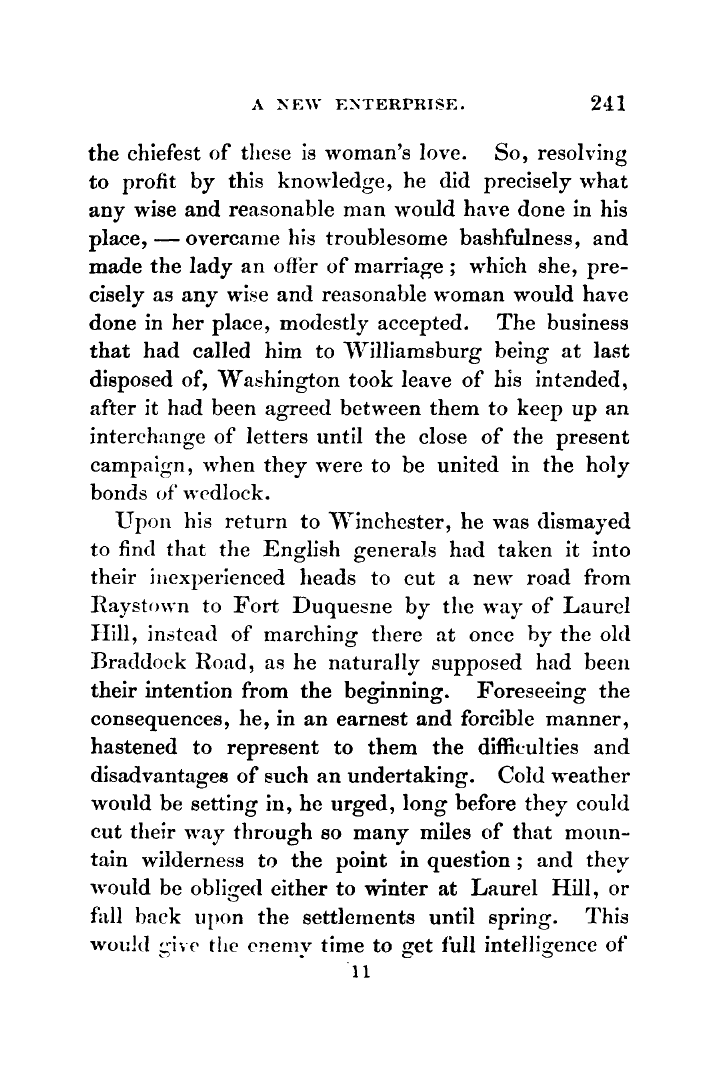 A NEW ENTERPRISE. 241
the chiefest of these is woman's love. So, resolving
to profit by this knowledge, he did precisely what
any wise and reasonable man would have done in his
place, — overcame his troublesome bashfulness, and
made the lady an offer of marriage ; which she, pre-
cisely as any wise and reasonable woman would have
done in her place, modestly accepted. The business
that had called him to Williamsburg being at last
disposed of, Washington took leave of his intended,
after it had been agreed between them to keep up an
interchange of letters until the close of the present
campaign, when they were to be united in the holy
bonds of wedlock.
Upon his return to Winchester, he was dismayed
to find that the English generals had taken it into
their inexperienced heads to cut a new road from
Raystown to Fort Duquesne by the way of Laurel
Hill, instead of marching there at once by the old
Braddock Road, as he naturally supposed had been
their intention from the beginning. Foreseeing the
consequences, he, in an earnest and forcible manner,
hastened to represent to them the difficulties and
disadvantages of such an undertaking. Cold weather
would be setting in, he urged, long before they could
cut their way through so many miles of that moun-
tain wilderness to the point in question ; and they
would be obliged either to winter at Laurel Hill, or
fall back upon the settlements until spring. This
would give the enemy time to get full intelligence of
11